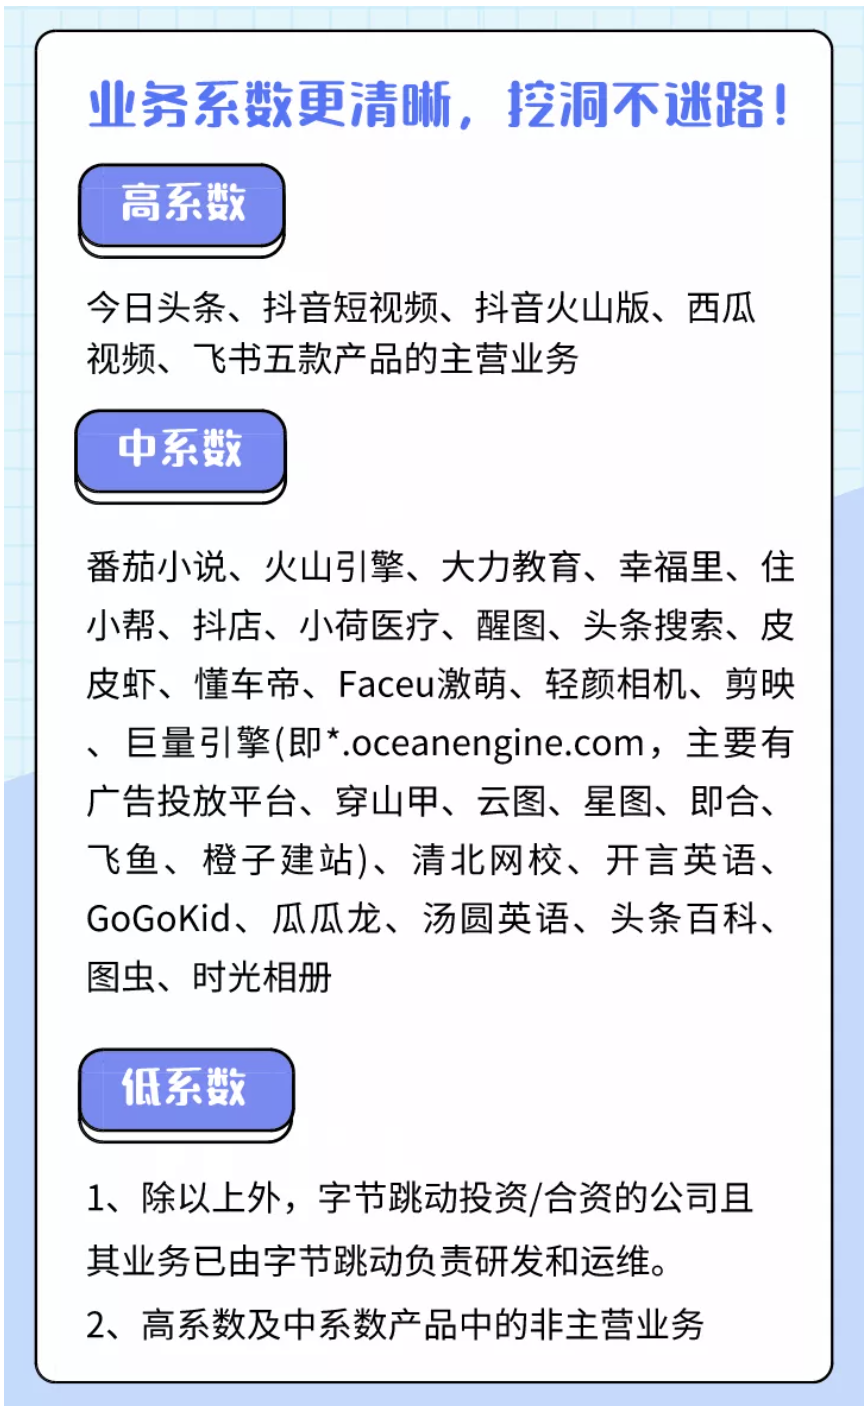 业务系数更清晰，挖洞不迷路！
高系数
今日头条、抖音短视频、抖音火山版、西瓜
视频、飞书五款产品的主营业务
中系数
番茄小说、火山引擎、大力教育、幸福里、住
小帮、抖店、小荷医疗、醒图、头条搜索、皮
皮虾、懂车帝、Faceu激萌、轻颜相机、剪映
、巨量引擎(即*.oceanengine.com，主要有
广告投放平台、穿山甲、云图、星图、即合、
飞鱼、橙子建站)、清北网校、开言英语、
GoGoKid、瓜瓜龙、汤圆英语、头条百科、
图虫、时光相册
低系数
1、除以上外，字节跳动投资/合资的公司且
其业务已由字节跳动负责研发和运维。
2、高系数及中系数产品中的非主营业务